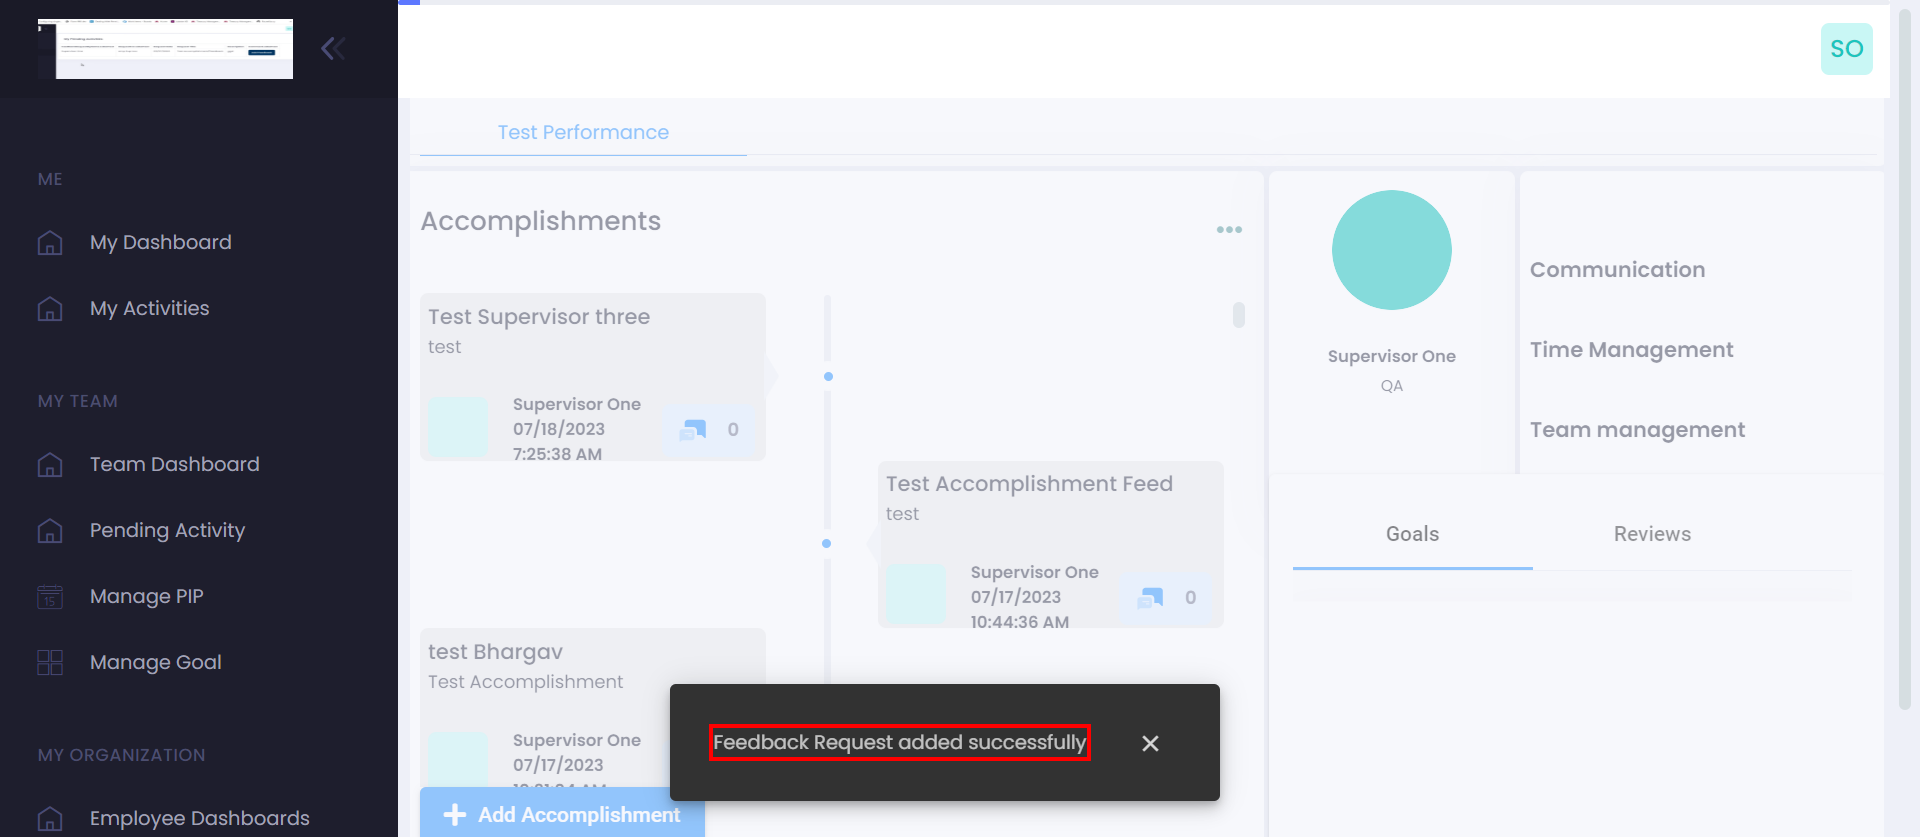 SO
ME
My Dashboard
My Activities
MY TEAM
Team Dashboard
Pending Activity
15
Manage PIP
Manage Goal
MY ORGANIZATION
Employee Dashboards
Test Performance
Accomplishments
Test Supervisor three
test
Supervisor One
07/18/2023
7:25:38 AM
0
Test Accomplishment Feed
test
Supervisor One
07/17/2023
10:44:36 AM
0
test Bhargav
Test Accomplishment
Supervisor One
07/17/2023
Add Accomplishment
Feedback Request added successfully
Supervisor One
QA
Communication
Time Management
Team management
Goals
Reviews